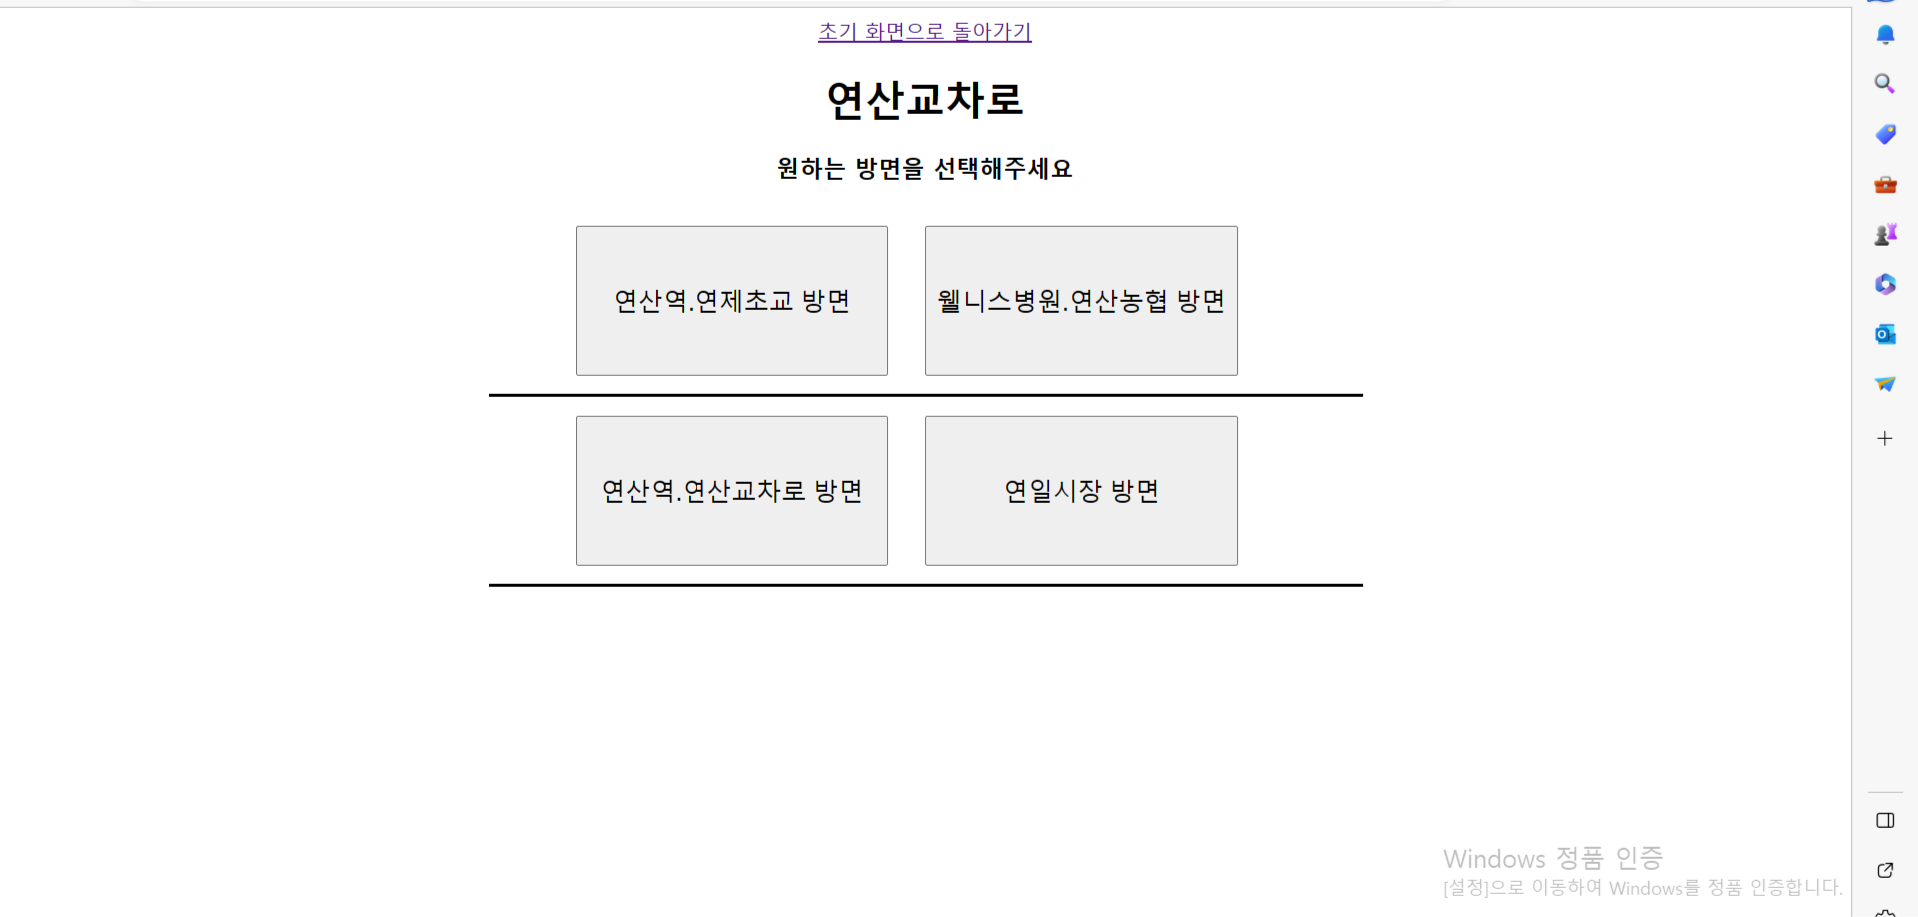 초기 화면으로 돌아가기
연산교차로
원하는 방면을 선택해주세요
연산역.연제초교 방면
웰니스병원.연산농협 방면
연산역.연산교차로 방면
연일시장 방면
Windows 정품 인증
[설정]으로 이동하여 Windows를 정품 인증합니다.